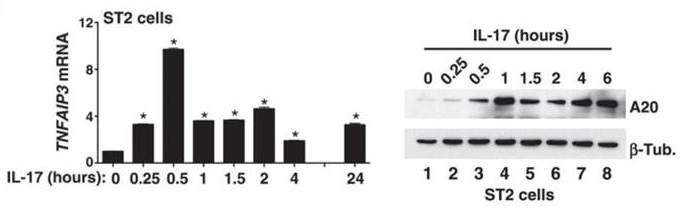 ST2 cells
TNFAIP3 mRNA
12
8
4
0
* * * * * * *
IL-17 (hours): 0 0.25 0.5 1 1.5 2 4 24
IL-17 (hours)
0 0.25 0.5 1 1.5 2 4 6
A20
β-Tub.
1 2 3 4 5 6 7 8
ST2 cells